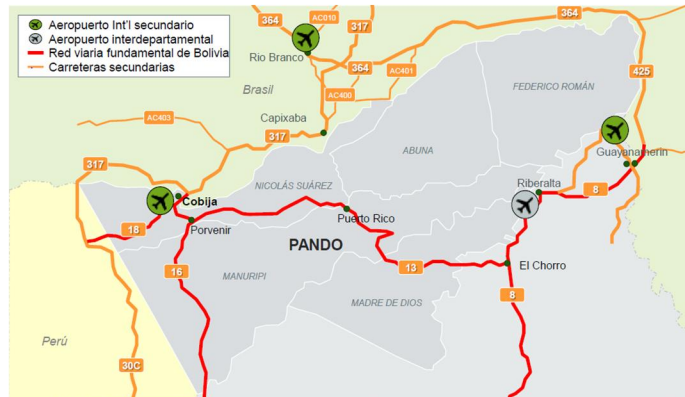 Aeropuerto Int'l secundario
Aeropuerto interdepartamental
Red viaria fundamental de Bolivia
Carreteras secundarias
364
AC010
317
364
Rio Branco
364
AC401
425
Brasil
AC400
FEDERICO ROMÁN
AC403
Capixaba
317
ABUNA
Guayanamerín
317
NICOLÁS SUÁREZ
Riberalta
8
Cobija
Puerto Rico
18
Porvenir
PANDO
16
MANURIPI
13
El Chorro
8
MADRE DE DIOS
Perú
30C